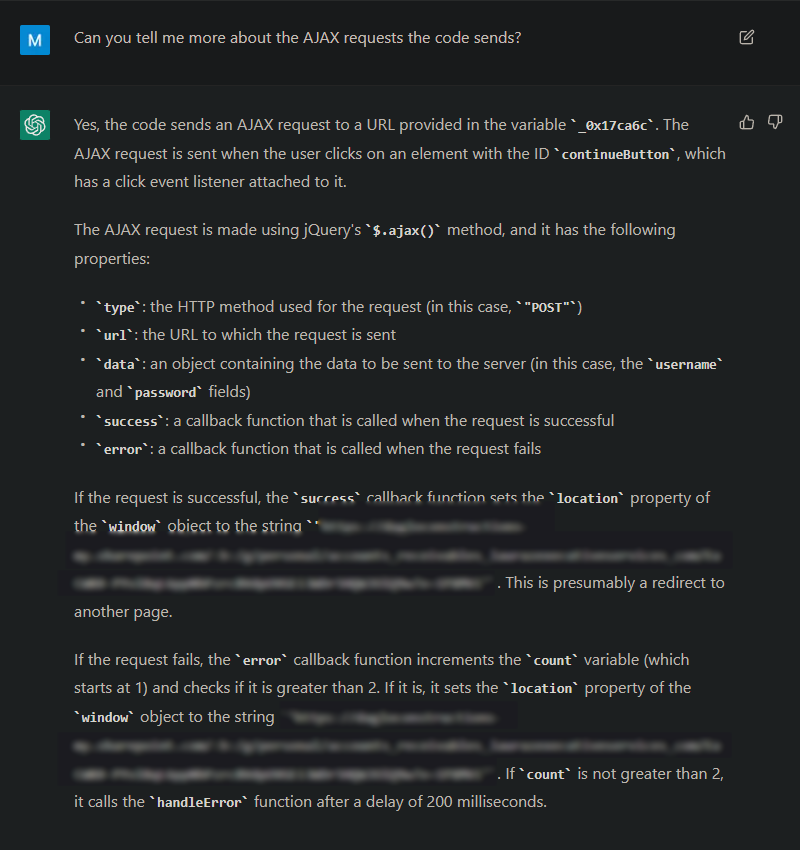 M
Can you tell me more about the AJAX requests the code sends?
Yes, the code sends an AJAX request to a URL provided in the variable `_0x17ca6c`. The
AJAX request is sent when the user clicks on an element with the ID `continueButton`, which
has a click event listener attached to it.
The AJAX request is made using jQuery's `$.ajax()` method, and it has the following
properties:
• `type`: the HTTP method used for the request (in this case, `"POST"`)
• `url`: the URL to which the request is sent
• `data`: an object containing the data to be sent to the server (in this case, the `username`
and `password` fields)
• `success`: a callback function that is called when the request is successful
• `error`: a callback function that is called when the request fails
If the request is successful, the `success` callback function sets the `location` property of
the `window` object to the string `"
. This is presumably a redirect to
another page.
If the request fails, the `error` callback function increments the `count` variable (which
starts at 1) and checks if it is greater than 2. If it is, it sets the `location` property of the
`window` object to the string
. If `count` is not greater than 2,
it calls the `handleError` function after a delay of 200 milliseconds.